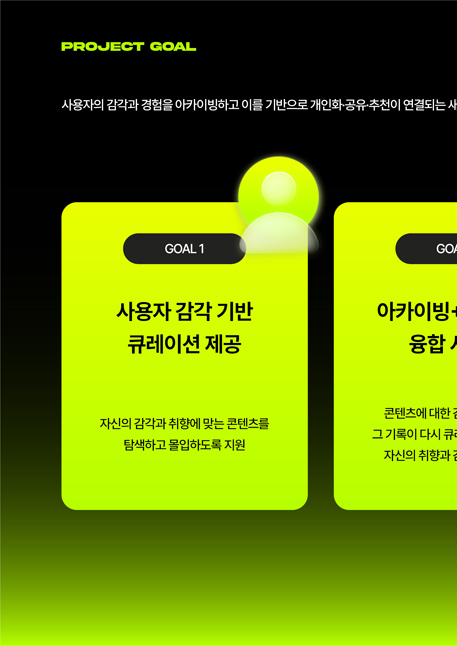 PROJECT GOAL
사용자의 감각과 경험을 아카이빙하고 이를 기반으로 개인화·공유·추천이 연결되는
GOAL 1
사용자 감각 기반
큐레이션 제공
자신의 감각과 취향에 맞는 콘텐츠를
탐색하고 몰입하도록 지원
아카이빙+
융합
콘텐츠에 대한
그 기록이 다시
자신의 취향과